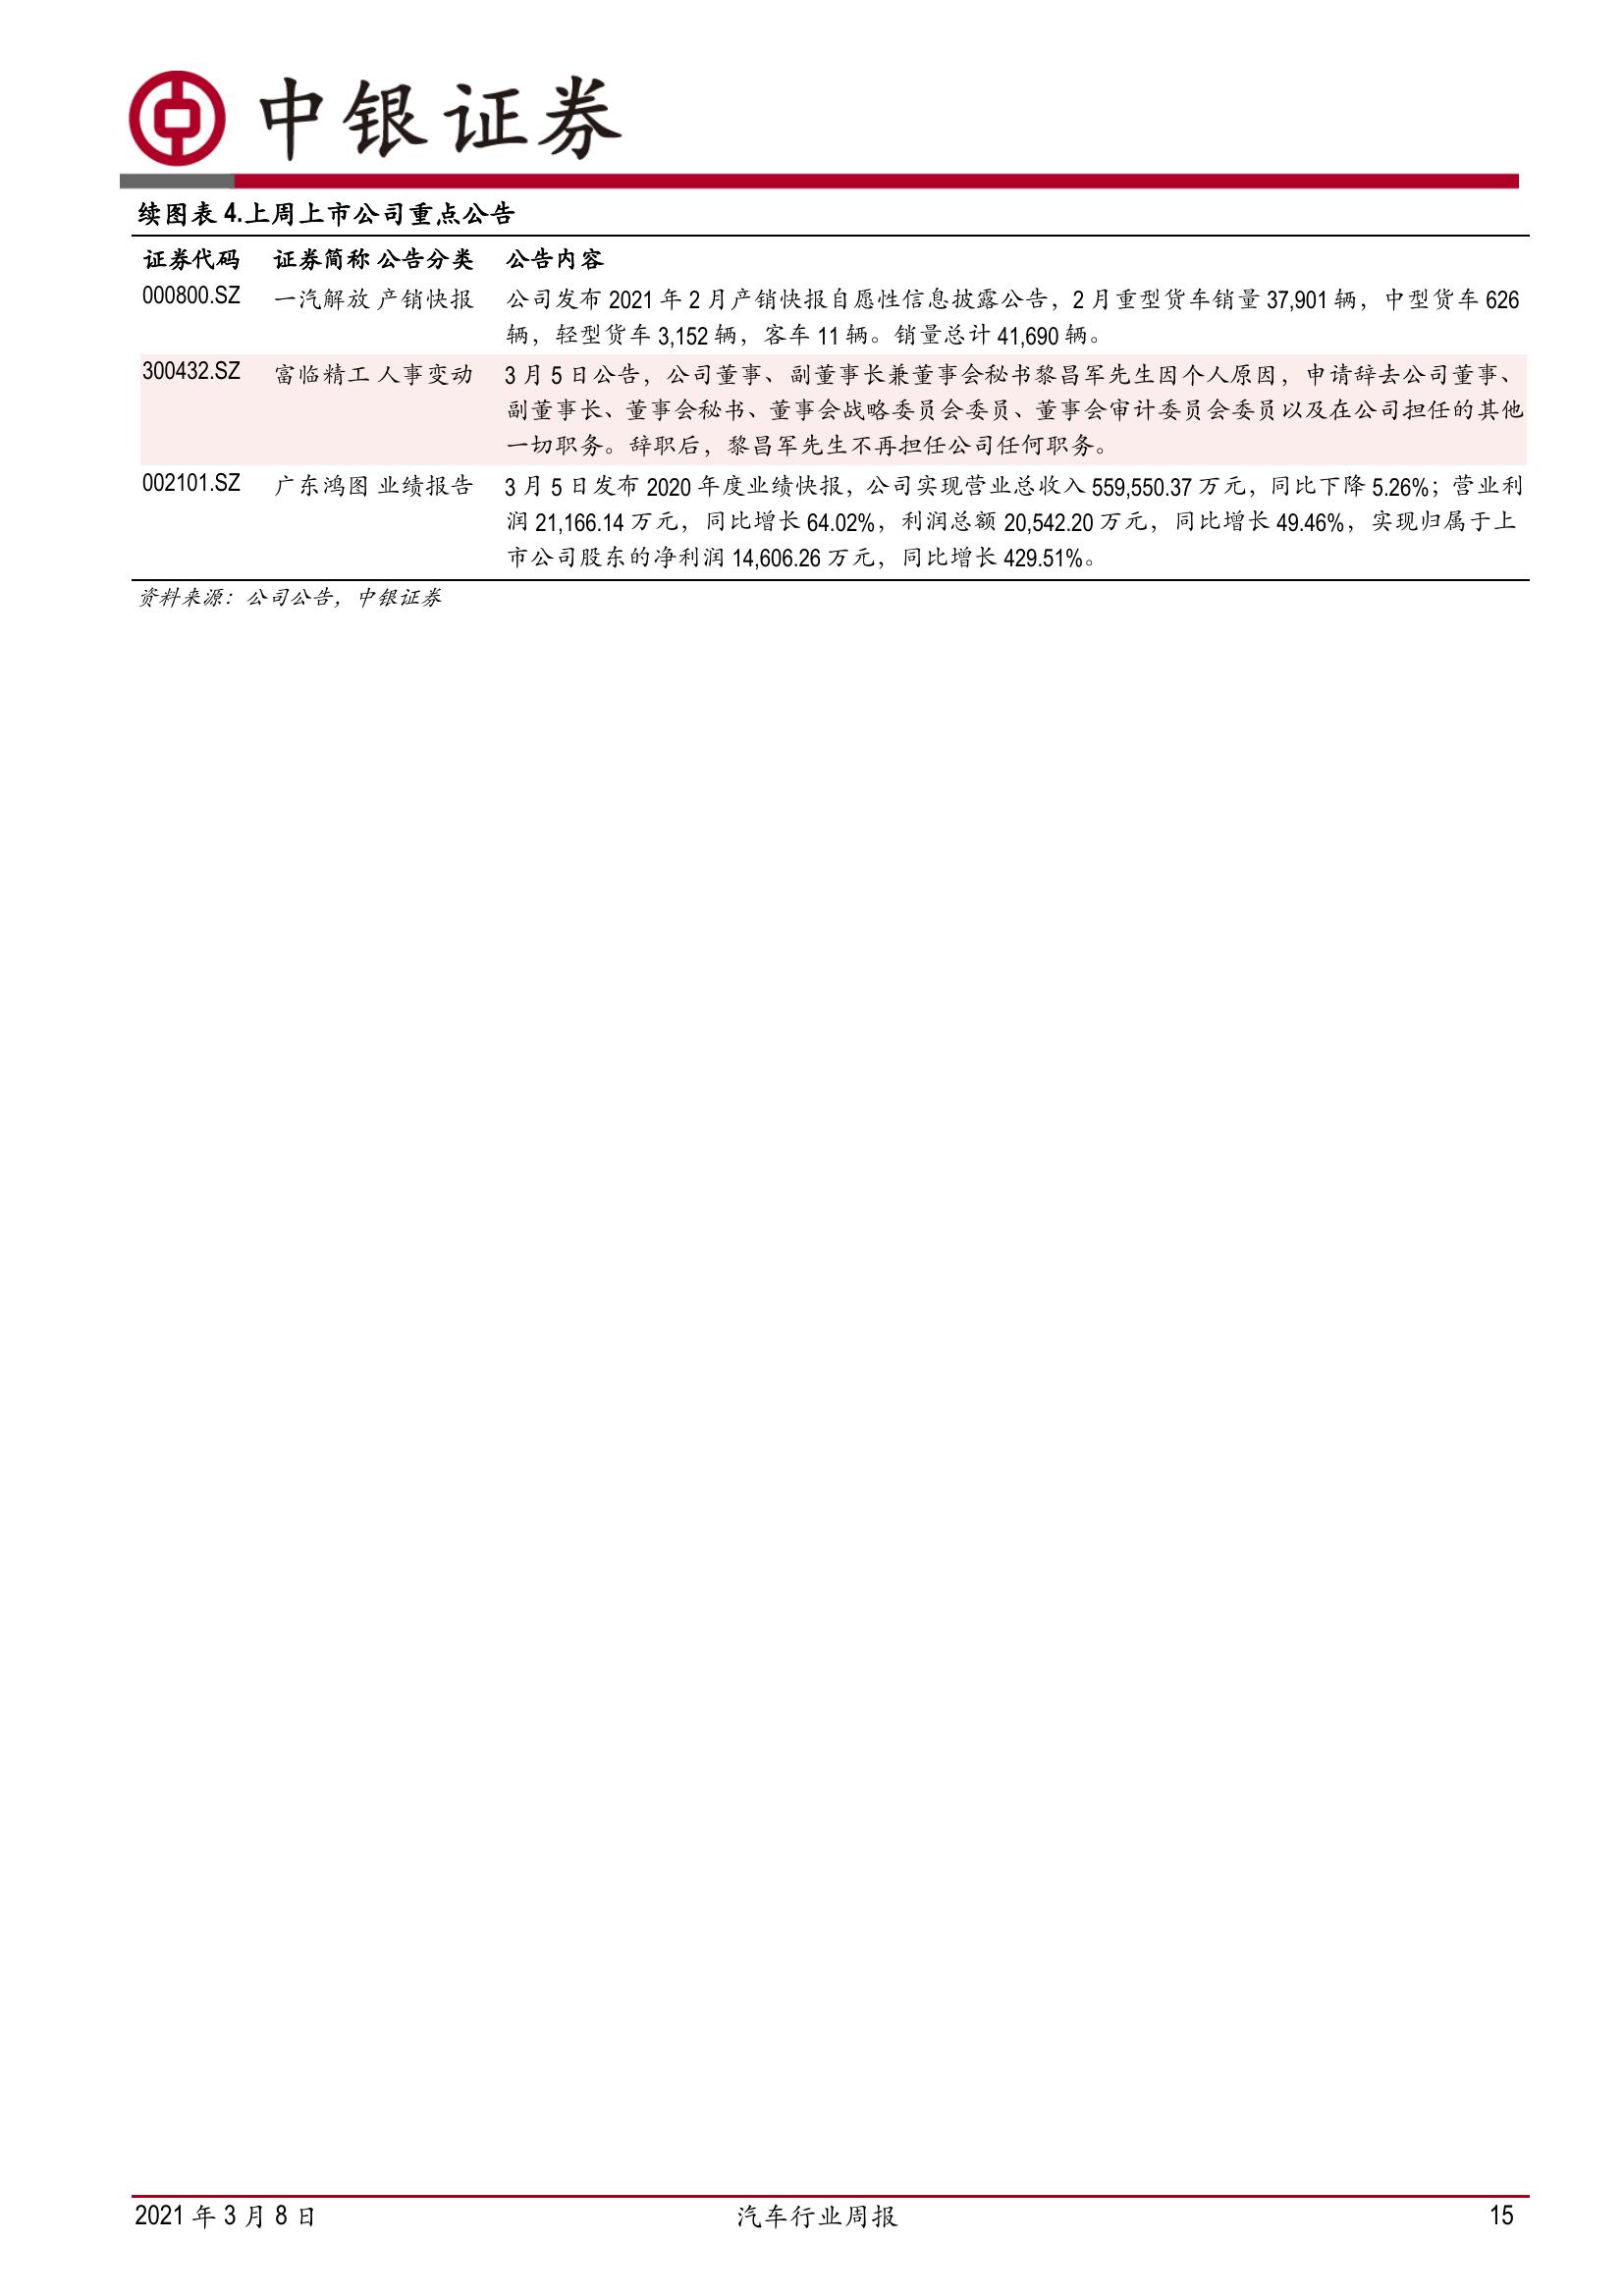 中银证券
续图表 4.上周上市公司重点公告
证券代码 证券简称 公告分类 公告内容
000800.SZ 一汽解放 产销快报 公司发布 2021 年 2 月产销快报自愿性信息披露公告，2 月重型货车销量 37,901 辆，中型货车 626
辆，轻型货车 3,152 辆，客车 11 辆。销量总计 41,690 辆。
300432.SZ 富临精工 人事变动 3 月 5 日公告，公司董事、副董事长兼董事会秘书黎昌军先生因个人原因，申请辞去公司董事、
副董事长、董事会秘书、董事会战略委员会委员、董事会审计委员会委员以及在公司担任的其他
一切职务。辞职后，黎昌军先生不再担任公司任何职务。
002101.SZ 广东鸿图 业绩报告 3 月 5 日发布 2020 年度业绩快报，公司实现营业总收入 559,550.37 万元，同比下降 5.26%；营业利
润 21,166.14 万元，同比增长 64.02%，利润总额 20,542.20 万元，同比增长 49.46%，实现归属于上
市公司股东的净利润 14,606.26 万元，同比增长 429.51%。
资料来源：公司公告，中银证券
2021 年 3 月 8 日 汽车行业周报 15